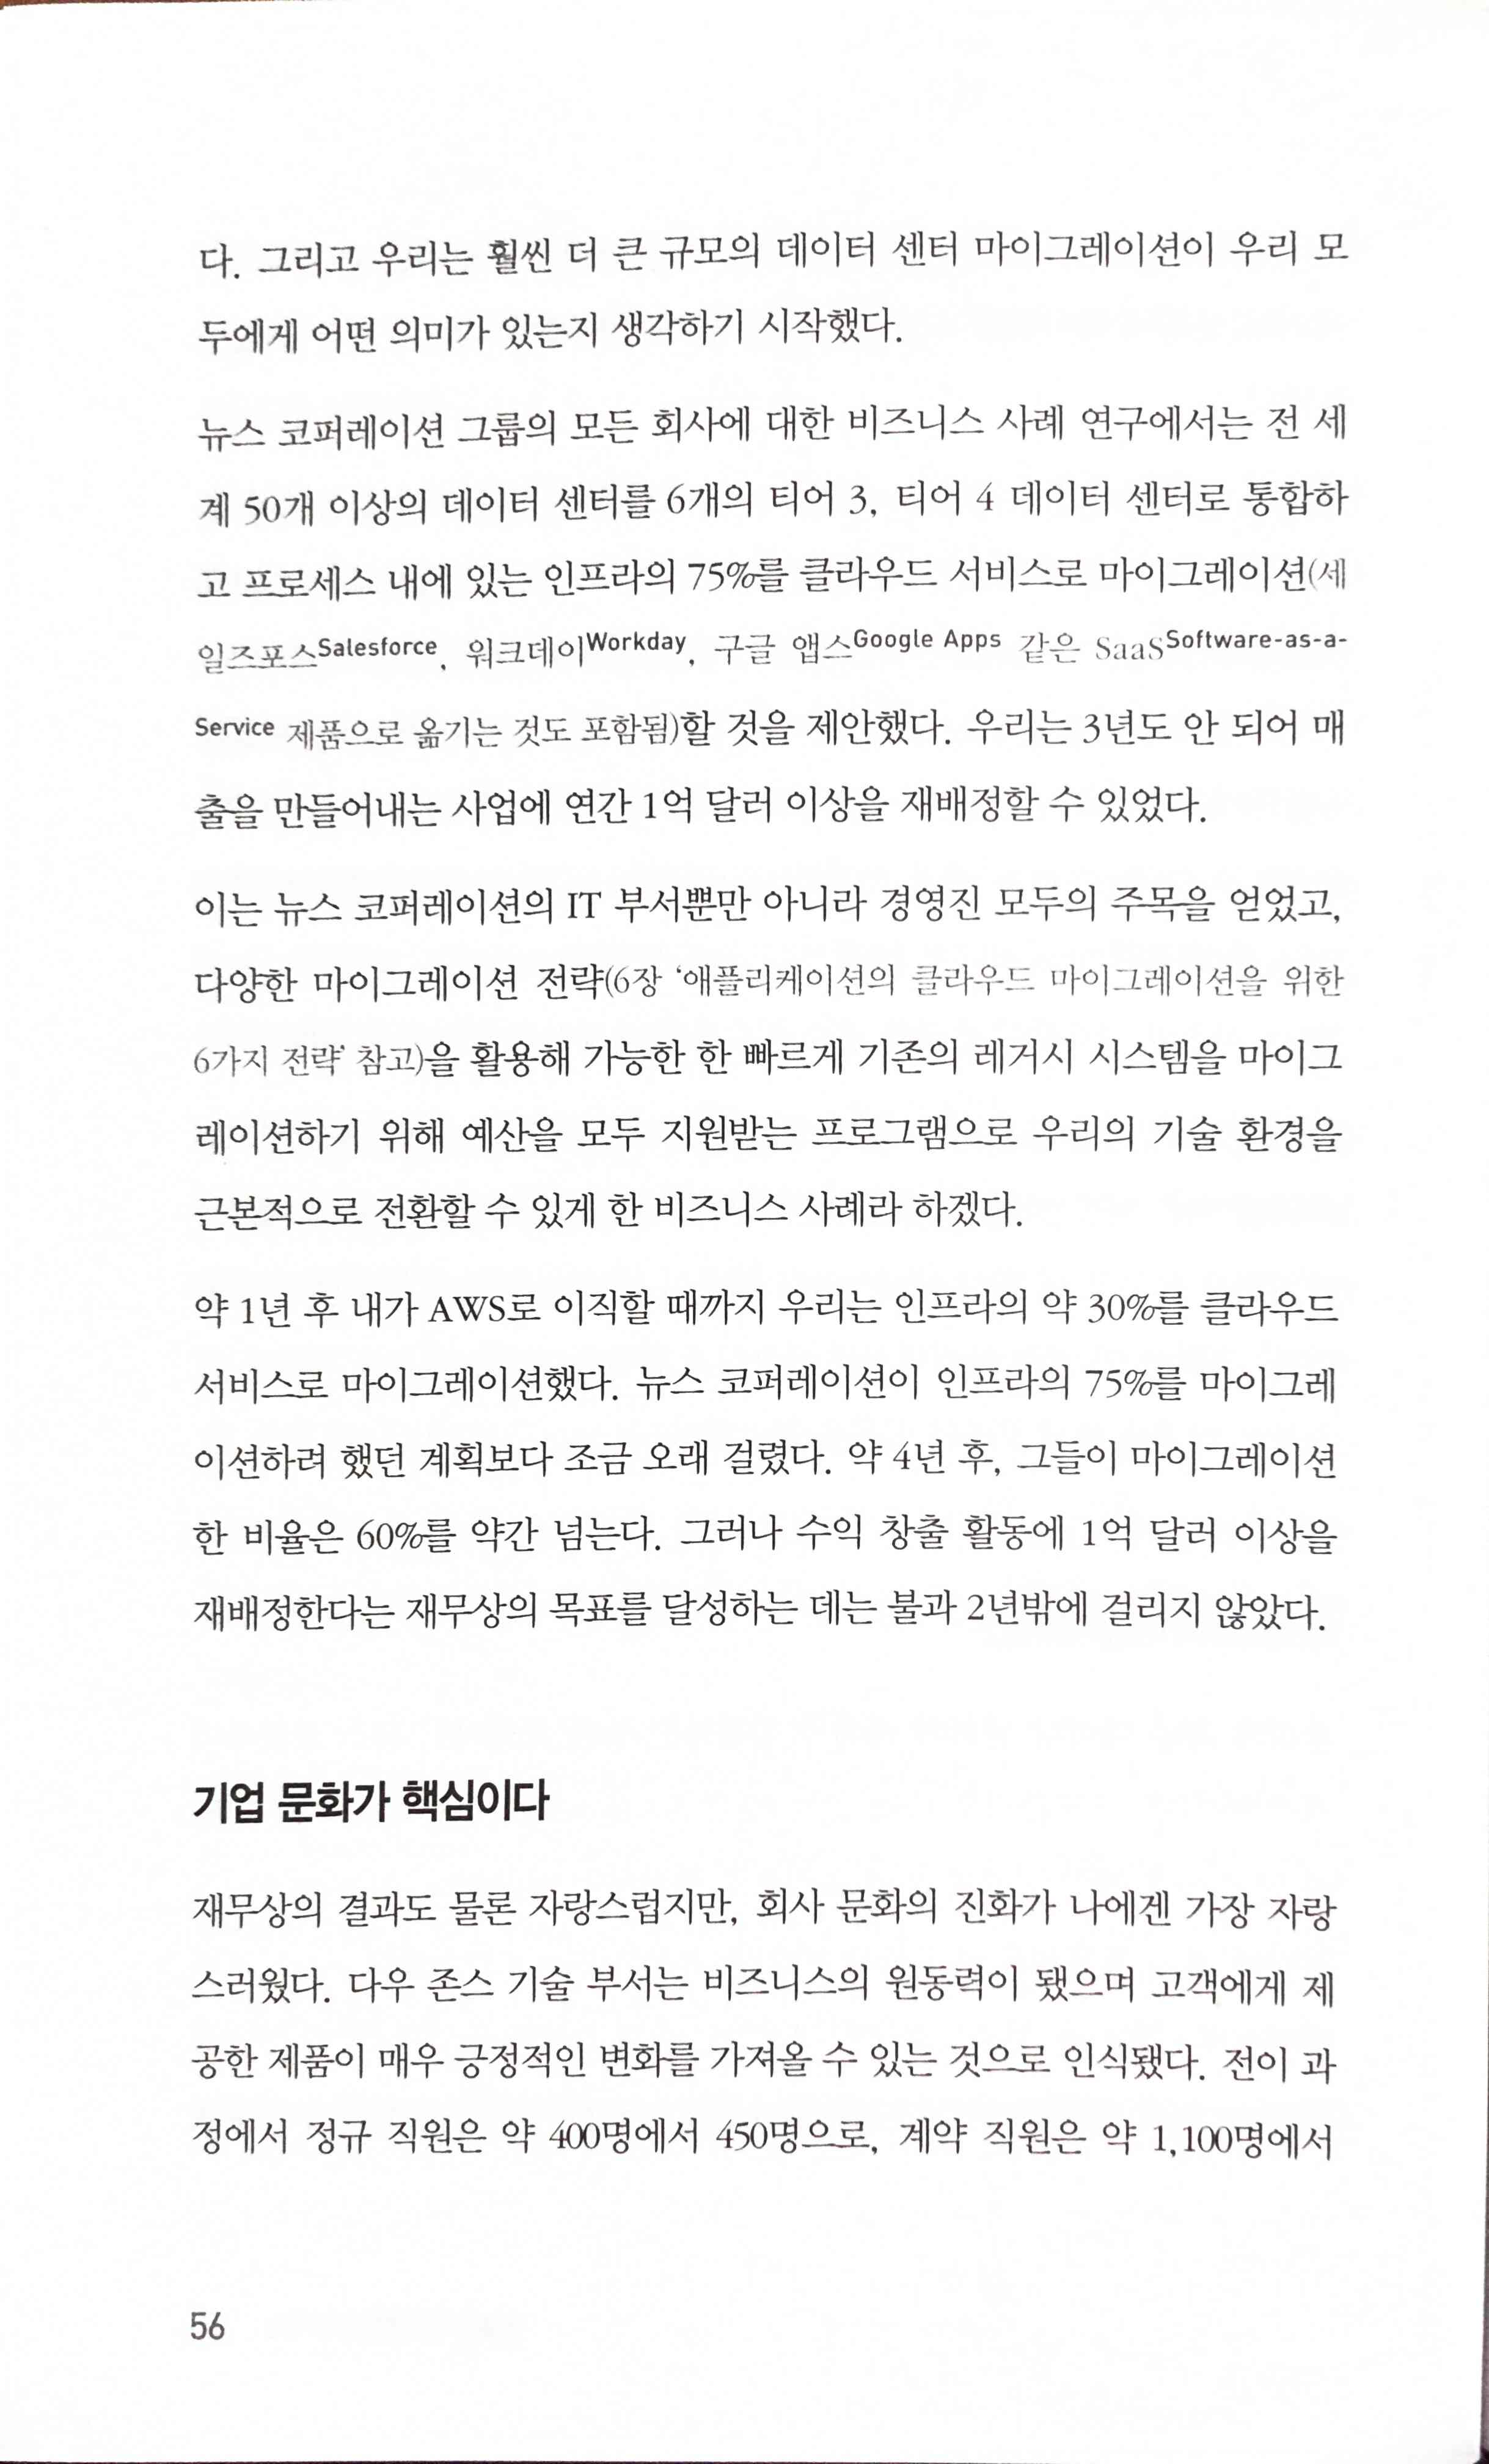 다. 그리고 우리는 훨씬 더 큰 규모의 데이터 센터 마이그레이션이 우리 모
두에게 어떤 의미가 있는지 생각하기 시작했다.
뉴스 코퍼레이션 그룹의 모든 회사에 대한 비즈니스 사례 연구에서는 전 세
계 50개 이상의 데이터 센터를 6개의 티어 3, 티어 4 데이터 센터로 통합하
고 프로세스 내에 있는 인프라의 75%를 클라우드 서비스로 마이그레이션(세
일즈포스Salesforce, 워크데이Workday, 구글 앱스Google Apps 같은 SaaSSoftware-as-a-
Service 제품으로 옮기는 것도 포함됨)할 것을 제안했다. 우리는 3년도 안 되어 매
출을 만들어내는 사업에 연간 1억 달러 이상을 재배정할 수 있었다.
이는 뉴스 코퍼레이션의 IT 부서뿐만 아니라 경영진 모두의 주목을 얻었고,
다양한 마이그레이션 전략(6장 ‘애플리케이션의 클라우드 마이그레이션을 위한
6가지 전략’ 참고)을 활용해 가능한 한 빠르게 기존의 레거시 시스템을 마이그
레이션하기 위해 예산을 모두 지원받는 프로그램으로 우리의 기술 환경을
근본적으로 전환할 수 있게 한 비즈니스 사례라 하겠다.
약 1년 후 내가 AWS로 이직할 때까지 우리는 인프라의 약 30%를 클라우드
서비스로 마이그레이션했다. 뉴스 코퍼레이션이 인프라의 75%를 마이그레
이션하려 했던 계획보다 조금 오래 걸렸다. 약 4년 후, 그들이 마이그레이션
한 비율은 60%를 약간 넘는다. 그러나 수익 창출 활동에 1억 달러 이상을
재배정한다는 재무상의 목표를 달성하는 데는 불과 2년밖에 걸리지 않았다.
기업 문화가 핵심이다
재무상의 결과도 물론 자랑스럽지만, 회사 문화의 진화가 나에겐 가장 자랑
스러웠다. 다우 존스 기술 부서는 비즈니스의 원동력이 됐으며 고객에게 제
공한 제품이 매우 긍정적인 변화를 가져올 수 있는 것으로 인식됐다. 전이 과
정에서 정규 직원은 약 400명에서 450명으로, 계약 직원은 약 1,100명에서
56